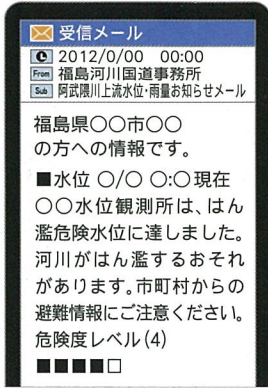 受信メール
2012/0/00 00:00
From 福島河川国道事務所
Sub 阿武隈川上流水位・雨量お知らせメール
福島県○○市○○
の方への情報です。
■水位 ○/○ ○:○現在
○○水位観測所は、はん
濫危険水位に達しました。
河川がはん濫するおそれ
があります。市町村からの
避難情報にご注意ください。
危険度レベル(4)
■■■■□